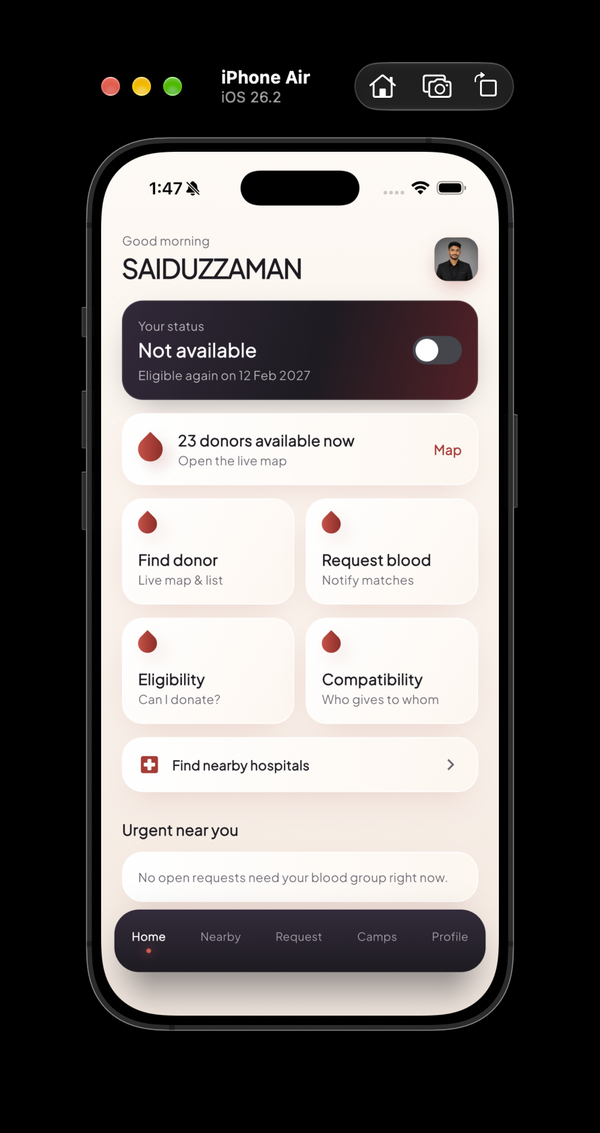 iPhone Air
iOS 26.2
1:47
Good morning
SAIDUZZAMAN
Your status
Not available
Eligible again on 12 Feb 2027
23 donors available now
Open the live map
Map
Find donor
Live map & list
Request blood
Notify matches
Eligibility
Can I donate?
Compatibility
Who gives to whom
Find nearby hospitals
Urgent near you
No open requests need your blood group right now.
Home
Nearby
Request
Camps
Profile